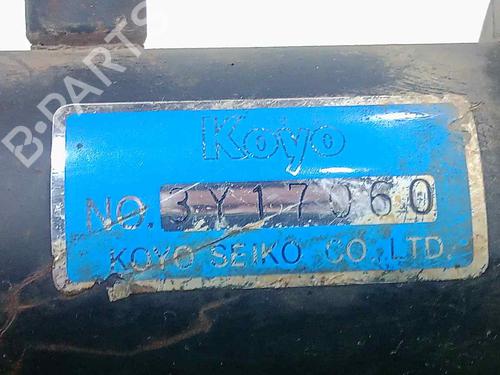 B-PARTS
Koyo
NO. 3Y17060
KOYO SEIKO CO.,LTD.